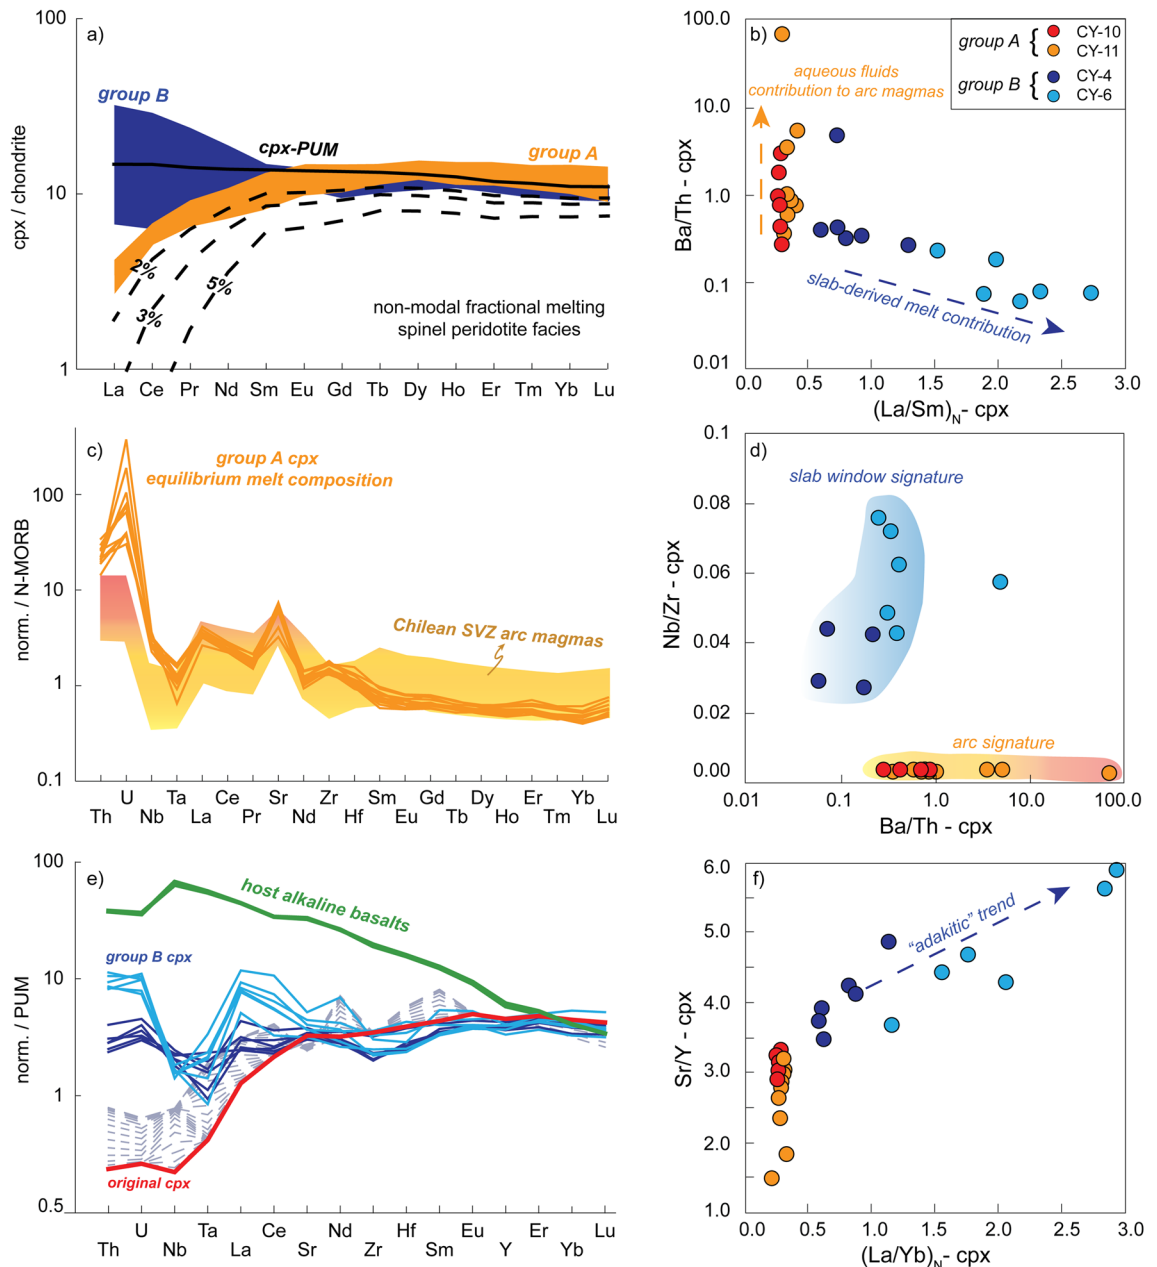 a)
100
10
1
cpx / chondrite
group B
cpx-PUM
group A
2%
3%
5%
non-modal fractional melting
spinel peridotite facies
La Ce Pr Nd Sm Eu Gd Tb Dy Ho Er Tm Yb Lu
b)
100.0
10.0
1.0
0.1
0.01
Ba/Th - cpx
aqueous fluids
contribution to arc magmas
group A { CY-10
CY-11
group B { CY-4
CY-6
slab-derived melt contribution
0.0 0.5 1.0 1.5 2.0 2.5 3.0
(La/Sm)N- cpx
c)
100
10
1
0.1
norm. / N-MORB
group A cpx
equilibrium melt composition
Chilean SVZ arc magmas
U Ta Ce Sr Zr Sm Gd Dy Er Yb
Th Nb La Pr Nd Hf Eu Tb Ho Tm Lu
d)
0.1
0.08
0.06
0.04
0.02
0.00
Nb/Zr - cpx
slab window signature
arc signature
0.01 0.1 1.0 10.0 100.0
Ba/Th - cpx
e)
100
10
1
0.5
norm. / PUM
host alkaline basalts
group B cpx
original cpx
U Ta Ce Nd Hf Eu Er Lu
Th Nb La Sr Zr Sm Y Yb
f)
6.0
5.0
4.0
3.0
2.0
1.0
Sr/Y - cpx
“adakitic” trend
0.0 0.5 1.0 1.5 2.0 2.5 3.0
(La/Yb)N- cpx